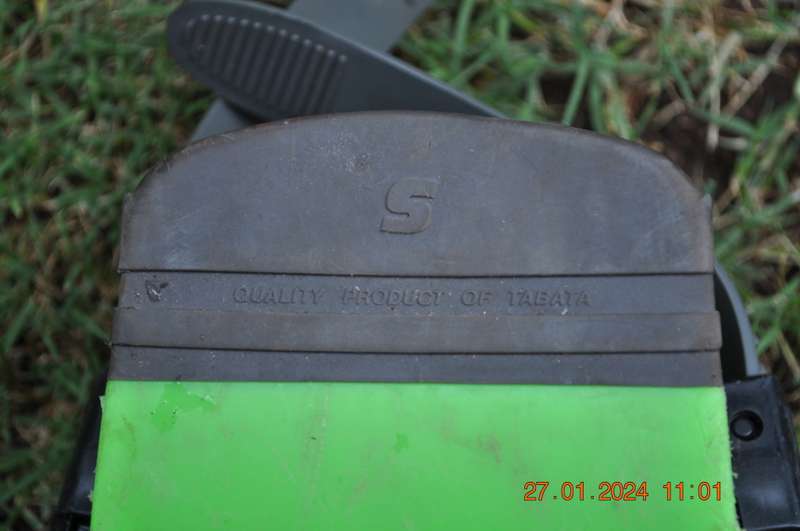 S
QUALITY PRODUCT OF TABATA
27.01.2024 11:01